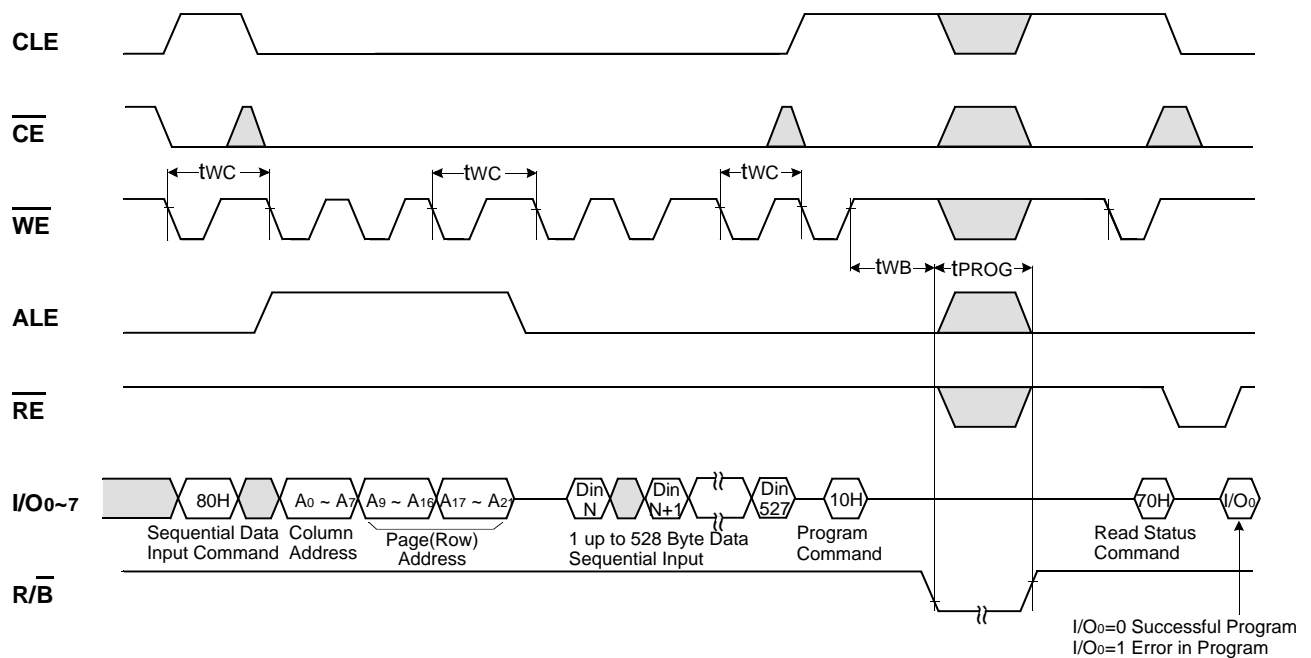 CLE
CE
tWC
tWC
tWC
WE
tWB
tPROG
ALE
RE
I/O0~7
80H
A0 ~ A7
A9 ~ A16
A17 ~ A21
Din N
Din N+1
Din 527
10H
70H
I/O0
Sequential Data
Input Command
Column
Address
Page(Row)
Address
1 up to 528 Byte Data
Sequential Input
Program
Command
Read Status
Command
R/B
I/O0=0 Successful Program
I/O0=1 Error in Program